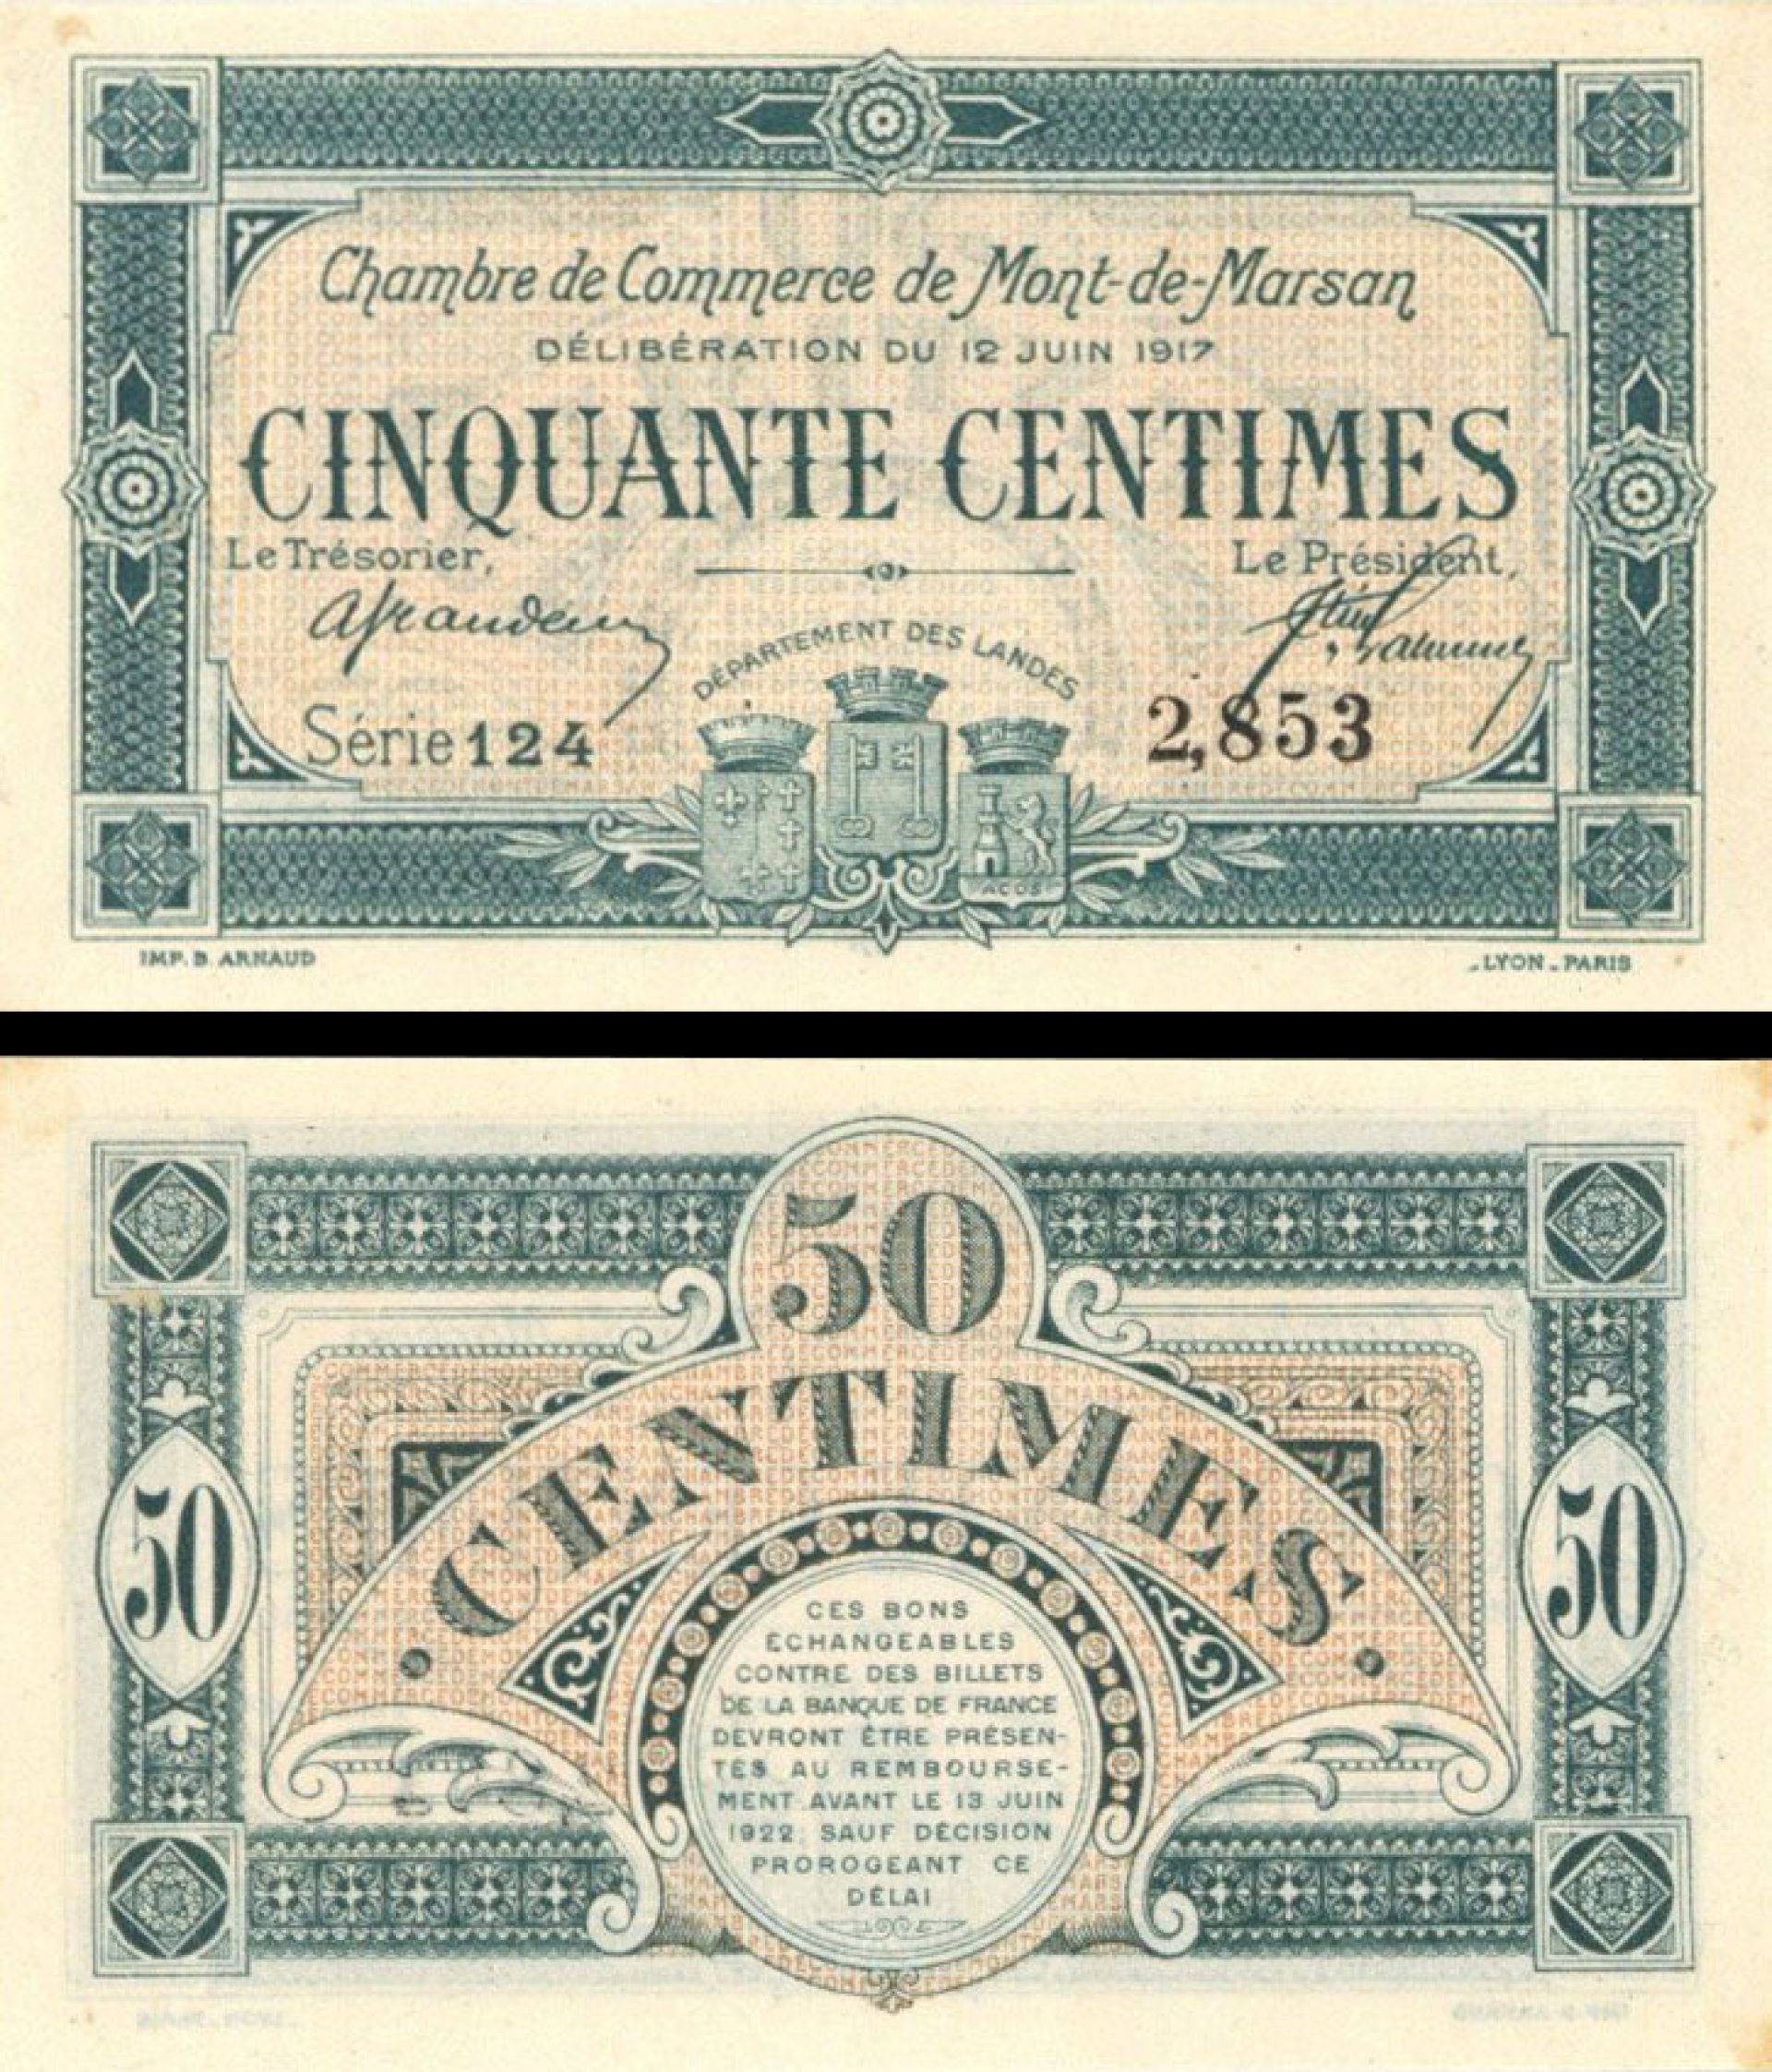 Chambre de Commerce de Mont-de-Marsan
DÉLIBÉRATION DU 12 JUIN 1917
CINQUANTE CENTIMES
Le Trésorier,
Le Président,
DÉPARTEMENT DES LANDES
Série 124
2,853
ACQS
IMP. B. ARNAUD
LYON - PARIS
50
CENTIMES
50
50
CES BONS
ÉCHANGEABLES
CONTRE DES BILLETS
DE LA BANQUE DE FRANCE
DEVRONT ÊTRE PRÉSEN-
TÉS AU REMBOURSE-
MENT AVANT LE 13 JUIN
1922, SAUF DÉCISION
PROROGEANT CE
DÉLAI